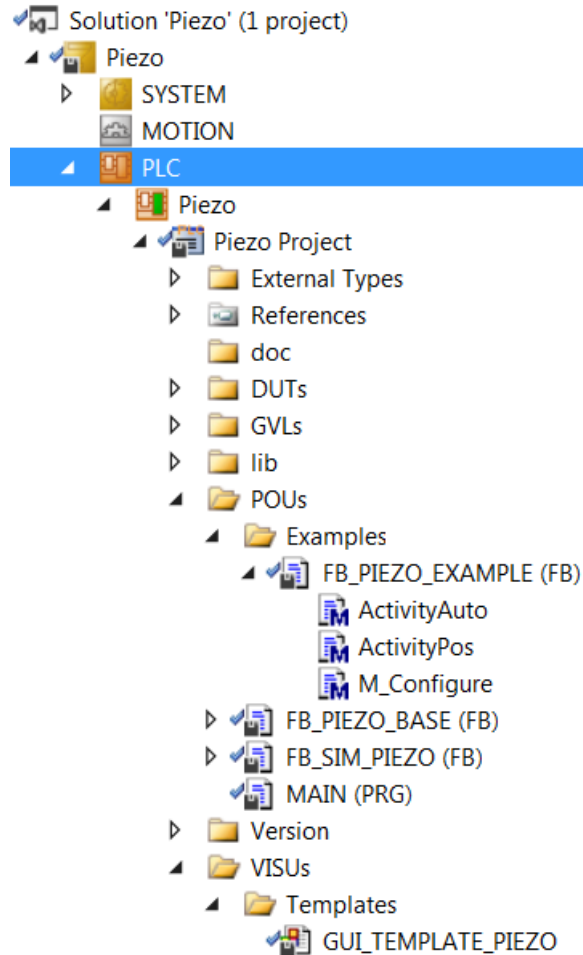 Solution 'Piezo' (1 project)
Piezo
SYSTEM
MOTION
PLC
Piezo
Piezo Project
External Types
References
doc
DUTs
GVLs
lib
POUs
Examples
FB_PIEZO_EXAMPLE (FB)
ActivityAuto
ActivityPos
M_Configure
FB_PIEZO_BASE (FB)
FB_SIM_PIEZO (FB)
MAIN (PRG)
Version
VISUs
Templates
GUI_TEMPLATE_PIEZO